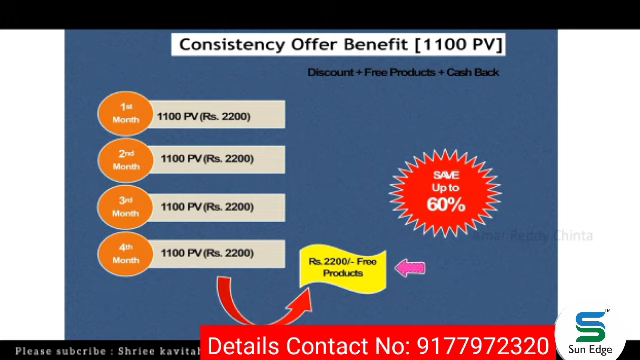 Consistency Offer Benefit [1100 PV]
Discount + Free Products + Cash Back
1st
Month
1100 PV (Rs. 2200)
2nd
Month
1100 PV (Rs. 2200)
3rd
Month
1100 PV (Rs. 2200)
4th
Month
1100 PV (Rs. 2200)
SAVE
Up to
60%
Reddy Chinta
Rs. 2200/- Free
Products
Please subcribe : Shriee kavita
Details Contact No: 9177972320
Sun Edge